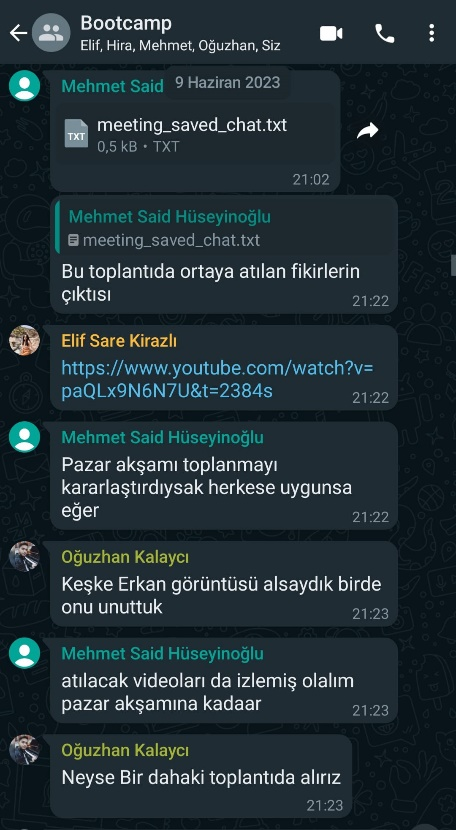 Bootcamp
Elif, Hira, Mehmet, Oğuzhan, Siz
Mehmet Said
9 Haziran 2023
TXT
meeting_saved_chat.txt
0,5 kB • TXT
21:02
Mehmet Said Hüseyinoğlu
meeting_saved_chat.txt
Bu toplantıda ortaya atılan fikirlerin
çıktısı
21:22
Elif Sare Kirazlı
https://www.youtube.com/watch?v=
paQLx9N6N7U&t=2384s
21:22
Mehmet Said Hüseyinoğlu
Pazar akşamı toplanmayı
kararlaştırdıysak herkese uygunsa
eğer
21:22
Oğuzhan Kalaycı
Keşke Erkan görüntüsü alsaydık birde
onu unuttuk
21:23
Mehmet Said Hüseyinoğlu
atılacak videoları da izlemiş olalım
pazar akşamına kadaar
21:23
Oğuzhan Kalaycı
Neyse Bir dahaki toplantıda alırız
21:23